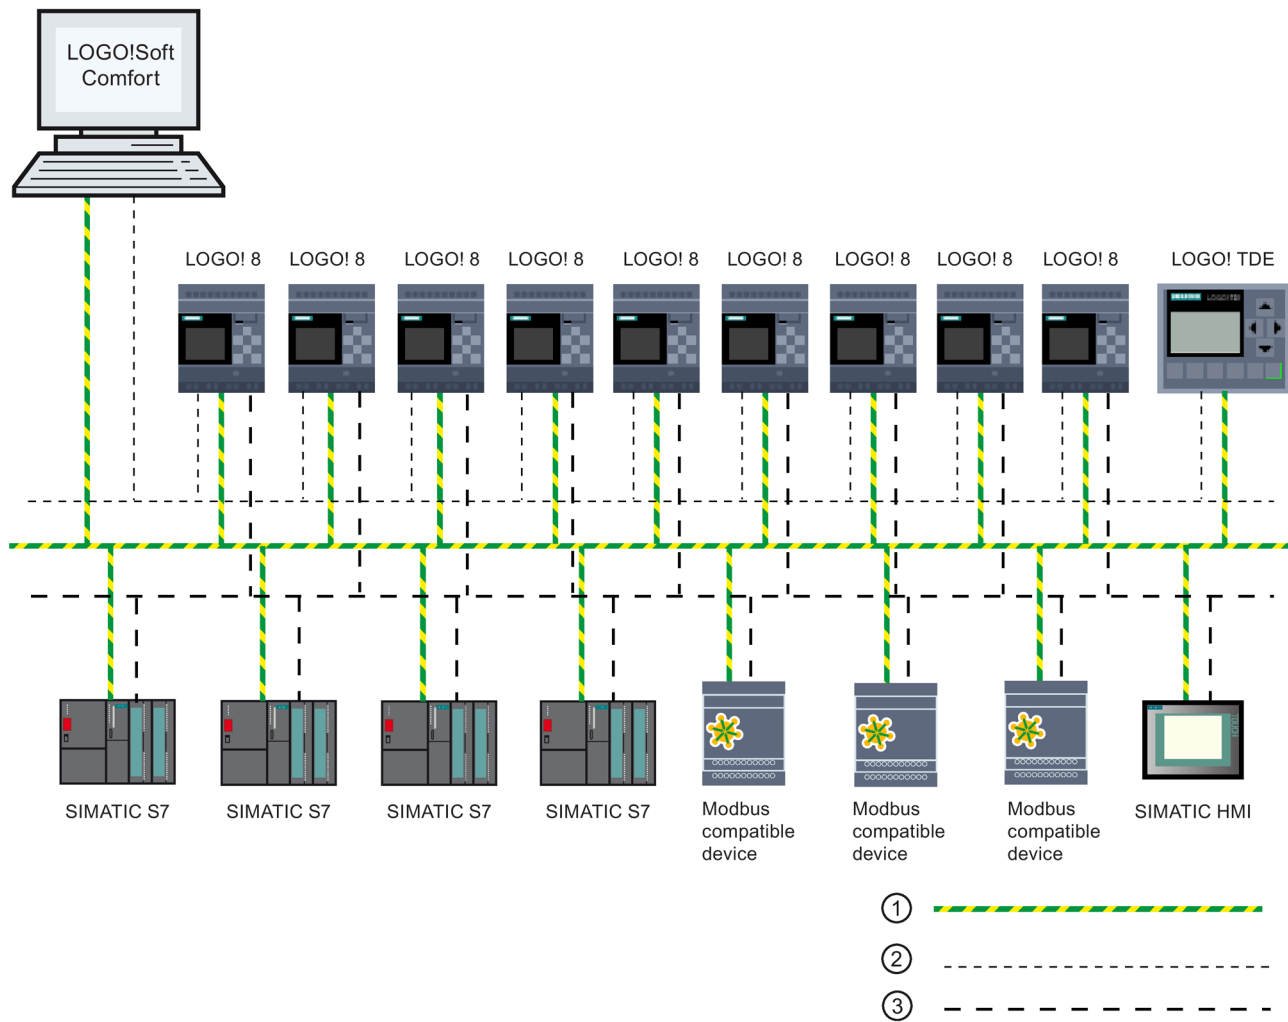 LOGO!Soft
Comfort
LOGO! 8 LOGO! 8 LOGO! 8 LOGO! 8 LOGO! 8 LOGO! 8 LOGO! 8 LOGO! 8 LOGO! 8 LOGO! TDE
SIMATIC S7 SIMATIC S7 SIMATIC S7 SIMATIC S7
Modbus
compatible
device
Modbus
compatible
device
Modbus
compatible
device
SIMATIC HMI
1
2
3